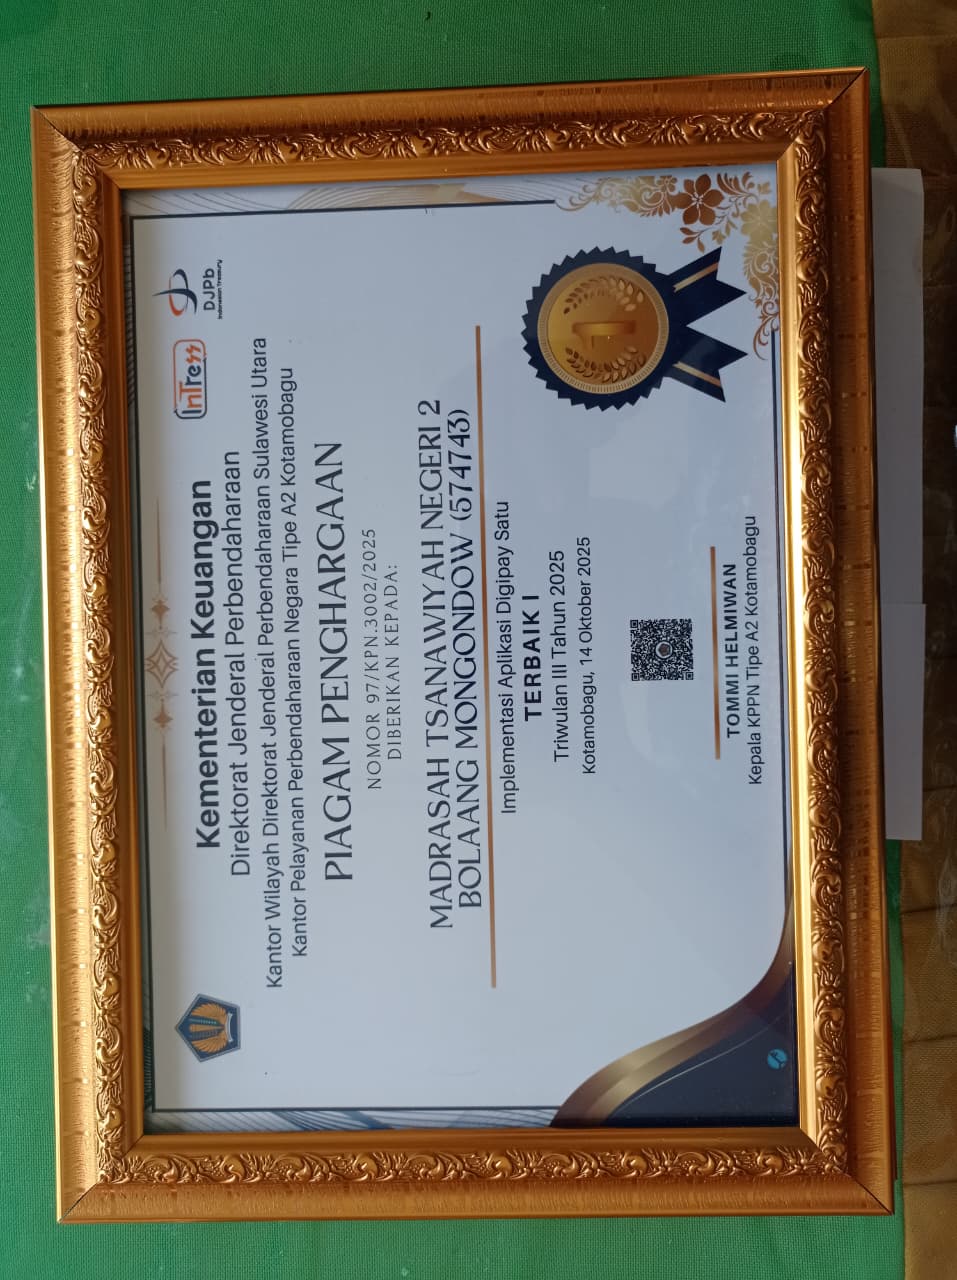 Kementerian Keuangan
Direktorat Jenderal Perbendaharaan
Kantor Wilayah Direktorat Jenderal Perbendaharaan Sulawesi Utara
Kantor Pelayanan Perbendaharaan Negara Tipe A2 Kotamobagu
InTress
DJPb
Indonesian Treasury
PIAGAM PENGHARGAAN
NOMOR 97/KPN.3002/2025
DIBERIKAN KEPADA:
MADRASAH TSANAWIYAH NEGERI 2
BOLAANG MONGONDOW (574743)
Implementasi Aplikasi Digipay Satu
TERBAIK I
Triwulan III Tahun 2025
Kotamobagu, 14 Oktober 2025
1
TOMMI HELMIWAN
Kepala KPPN Tipe A2 Kotamobagu